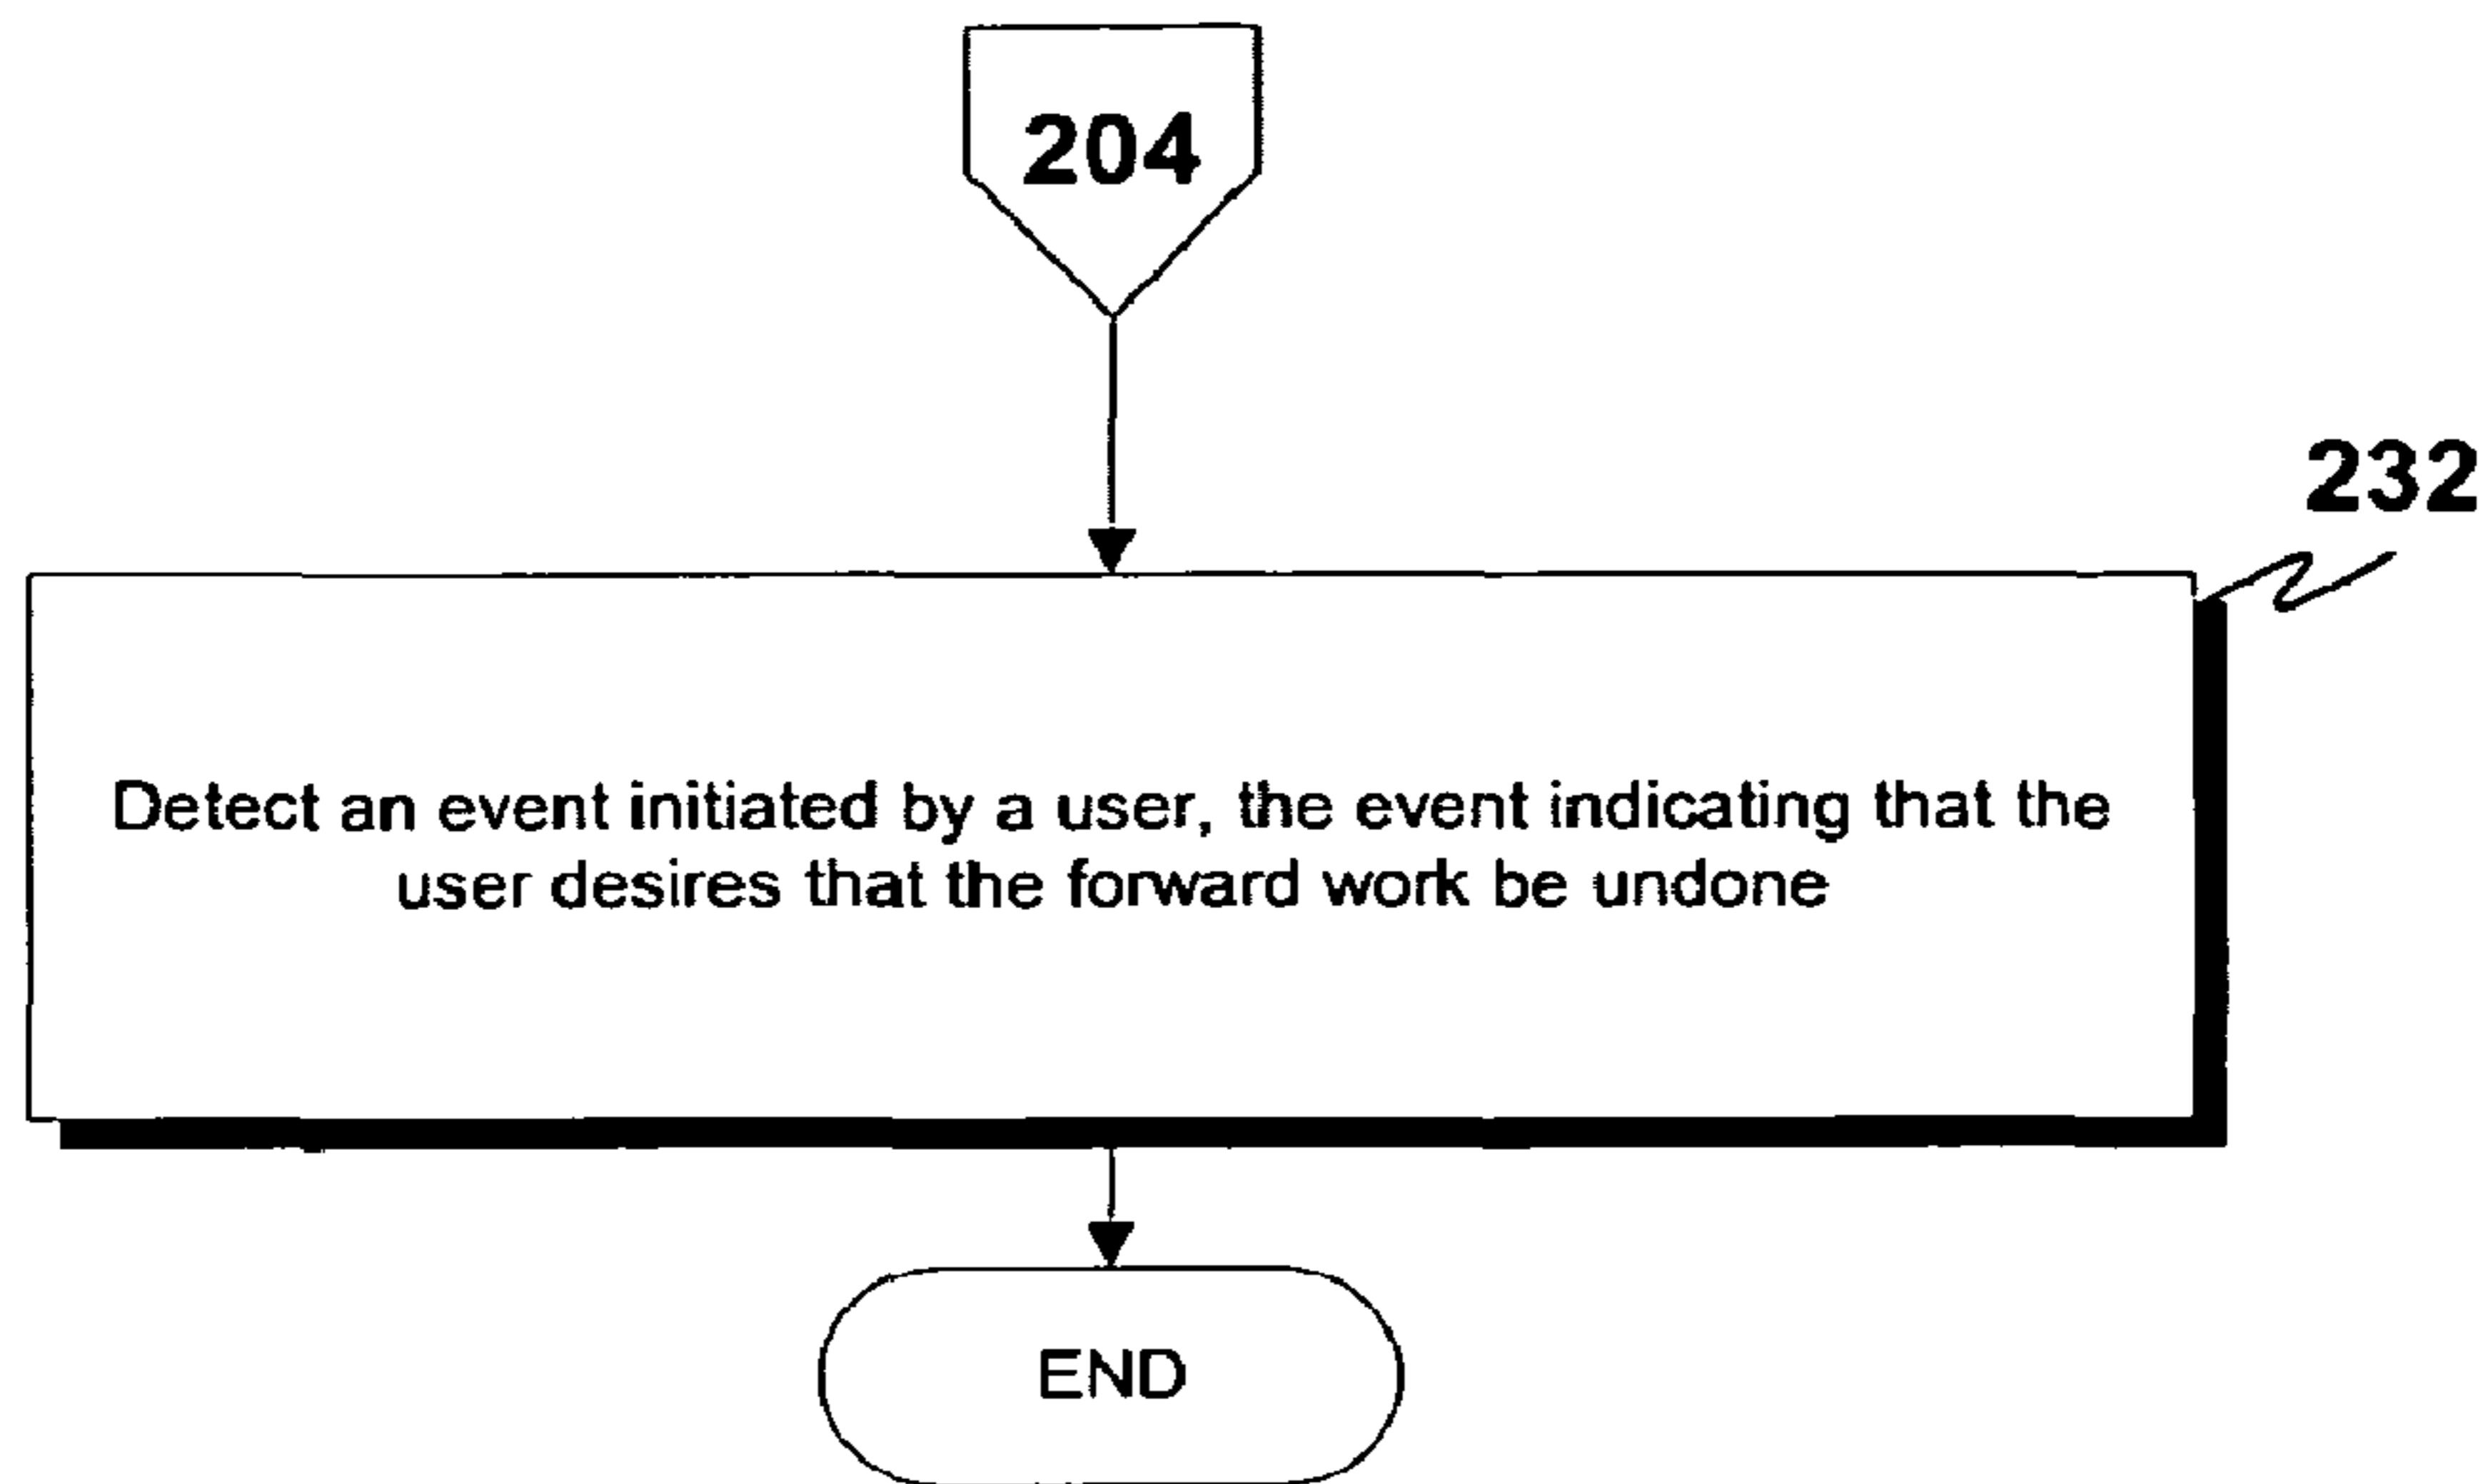 204
232
Detect an event initiated by a user, the event indicating that the
user desires that the forward work be undone
END